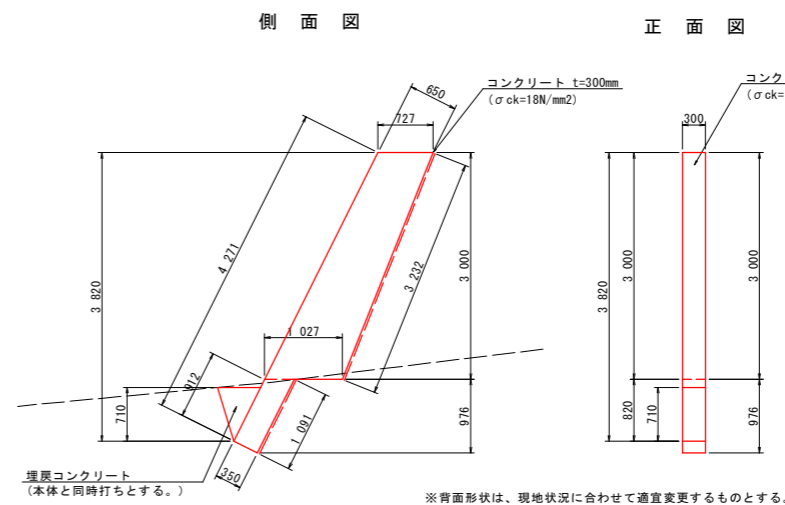 側 面 図
正 面 図
コンクリート t=300mm
(σck=18N/mm2)
コンク
(σck=
650
727
300
4 271
3 820
3 000
3 232
1 027
912
710
1 091
976
350
3 820
3 000
3 000
820
710
976
埋戻コンクリート
(本体と同時打ちとする。)
※背面形状は、現地状況に合わせて適宜変更するものとする。